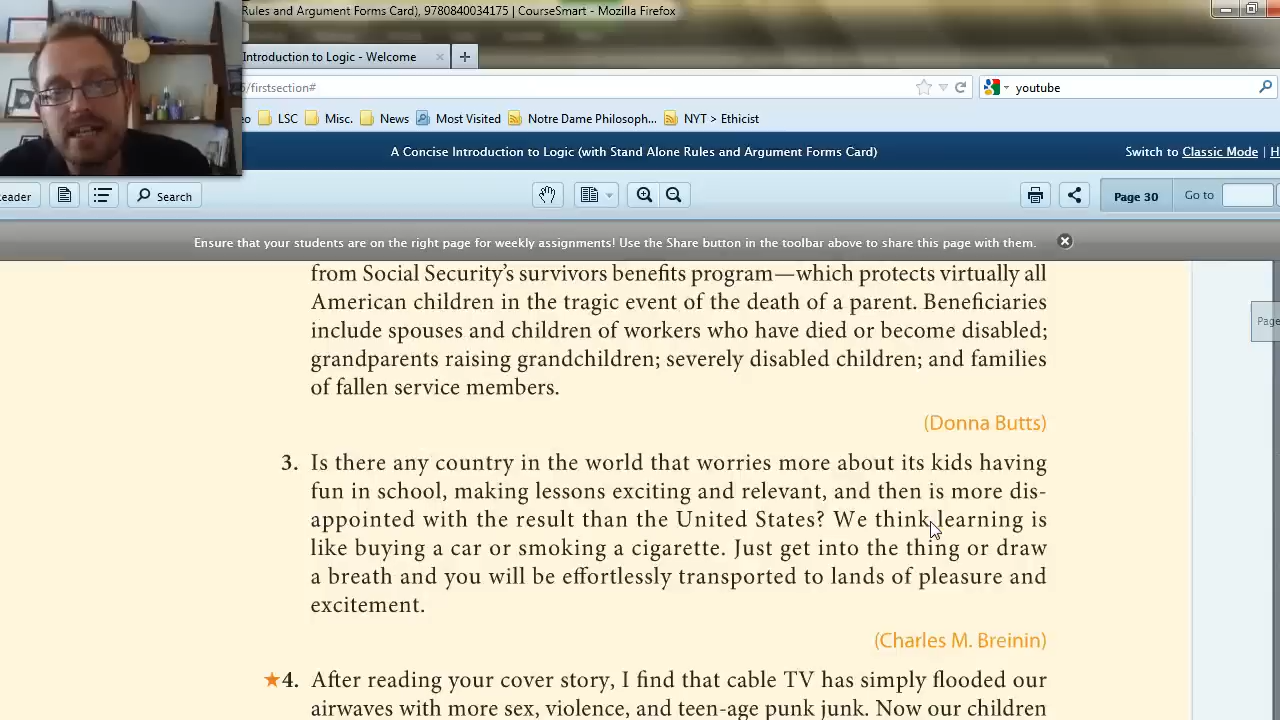 Rules and Argument Forms Card), 9780840034175 | CourseSmart - Mozilla Firefox
Introduction to Logic - Welcome
/firstsection#
youtube
LSC
Misc.
News
Most Visited
Notre Dame Philosoph...
NYT > Ethicist
A Concise Introduction to Logic (with Stand Alone Rules and Argument Forms Card)
Switch to Classic Mode | H
eader
Search
Page 30
Go to
Ensure that your students are on the right page for weekly assignments! Use the Share button in the toolbar above to share this page with them.
Page
from Social Security's survivors benefits program—which protects virtually all
American children in the tragic event of the death of a parent. Beneficiaries
include spouses and children of workers who have died or become disabled;
grandparents raising grandchildren; severely disabled children; and families
of fallen service members.
(Donna Butts)
3. Is there any country in the world that worries more about its kids having
fun in school, making lessons exciting and relevant, and then is more dis-
appointed with the result than the United States? We think learning is
like buying a car or smoking a cigarette. Just get into the thing or draw
a breath and you will be effortlessly transported to lands of pleasure and
excitement.
(Charles M. Breinin)
★4. After reading your cover story, I find that cable TV has simply flooded our
airwaves with more sex, violence, and teen-age punk junk. Now our children